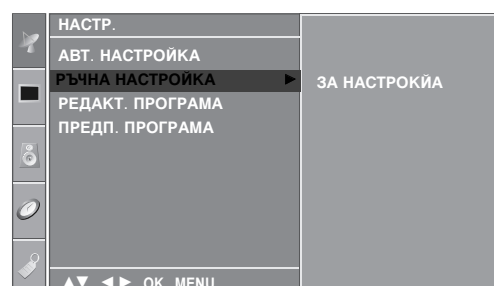 НАСТР.
АВТ. НАСТРОЙКА
РЪЧНА НАСТРОЙКА ► ЗА НАСТРОКЙА
РЕДАКТ. ПРОГРАМА
ПРЕДП. ПРОГРАМА
▲▼ ◄► OK MENU